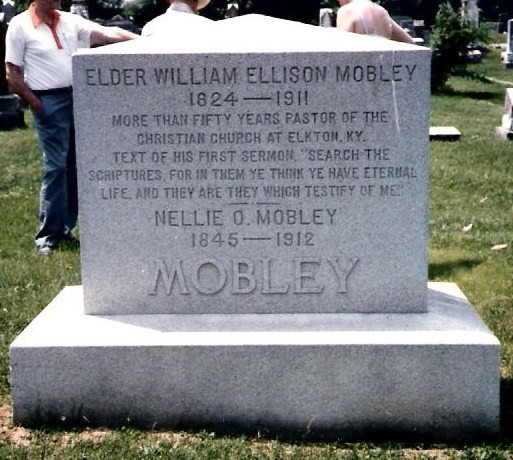 ELDER WILLIAM ELLISON MOBLEY
1824—1911
MORE THAN FIFTY YEARS PASTOR OF THE
CHRISTIAN CHURCH AT ELKTON, KY.
TEXT OF HIS FIRST SERMON, "SEARCH THE
SCRIPTURES, FOR IN THEM YE THINK YE HAVE ETERNAL
LIFE, AND THEY ARE THEY WHICH TESTIFY OF ME."
NELLIE O. MOBLEY
1845—1912
MOBLEY